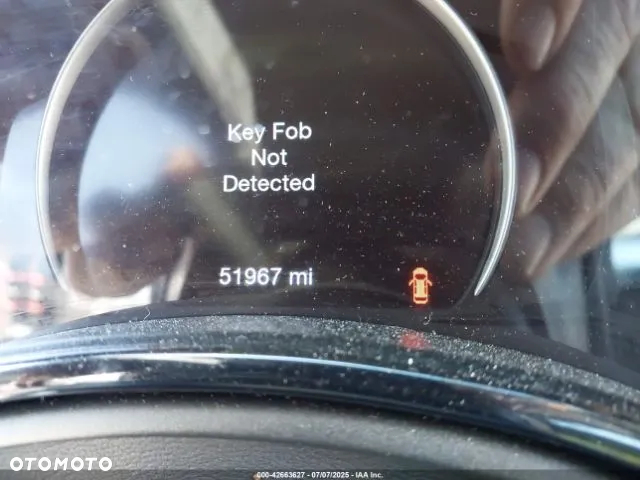 Key Fob
Not
Detected
51967 mi
OTOMOTO
000-42663627 - 07/07/2025 - IAA Inc.